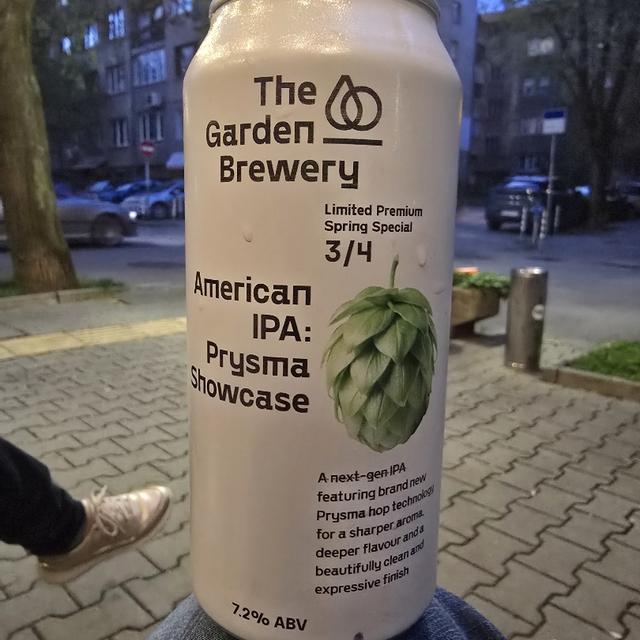 The
Garden
Brewery
Limited Premium
Spring Special
3/4
American
IPA:
Prysma
Showcase
A next-gen IPA
featuring brand new
Prysma hop technology
for a sharper aroma,
deeper flavour and a
beautifully clean and
expressive finish
7.2% ABV